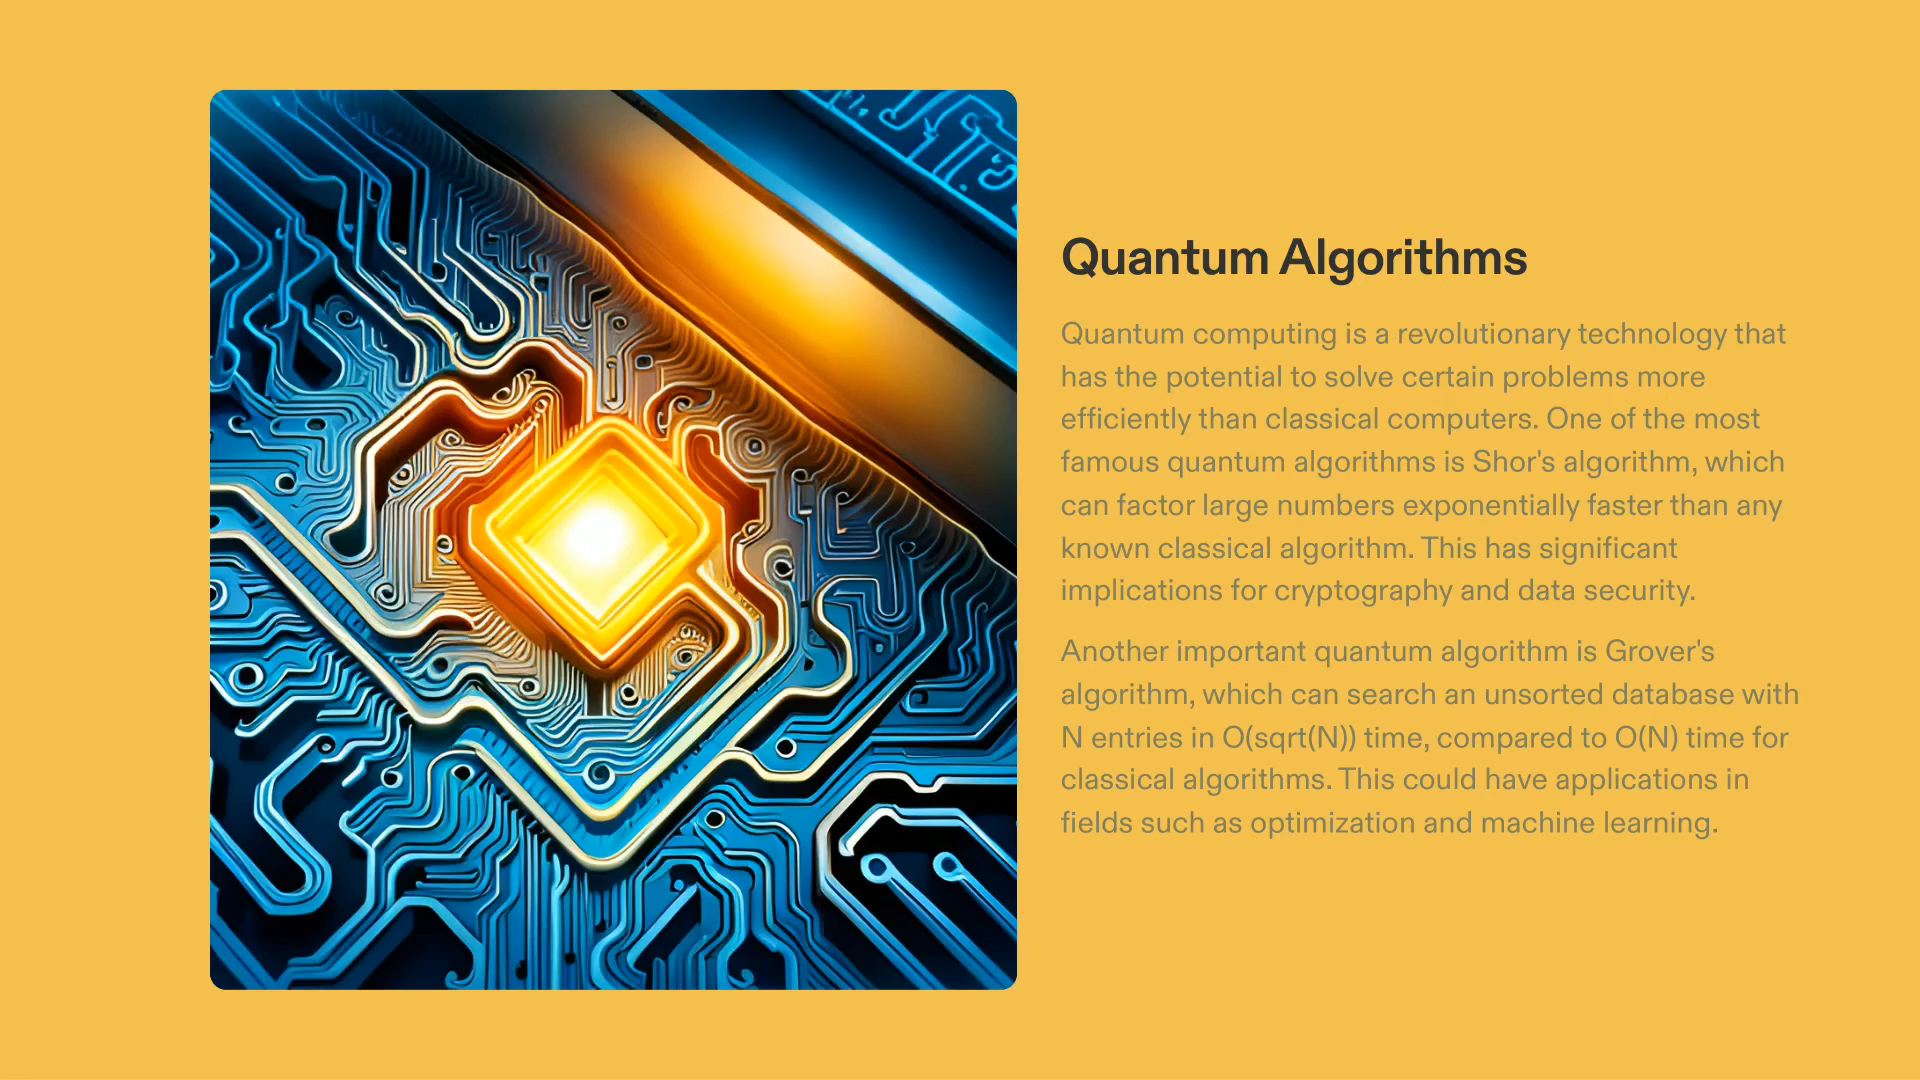 Quantum Algorithms
Quantum computing is a revolutionary technology that
has the potential to solve certain problems more
efficiently than classical computers. One of the most
famous quantum algorithms is Shor's algorithm, which
can factor large numbers exponentially faster than any
known classical algorithm. This has significant
implications for cryptography and data security.
Another important quantum algorithm is Grover's
algorithm, which can search an unsorted database with
N entries in O(sqrt(N)) time, compared to O(N) time for
classical algorithms. This could have applications in
fields such as optimization and machine learning.